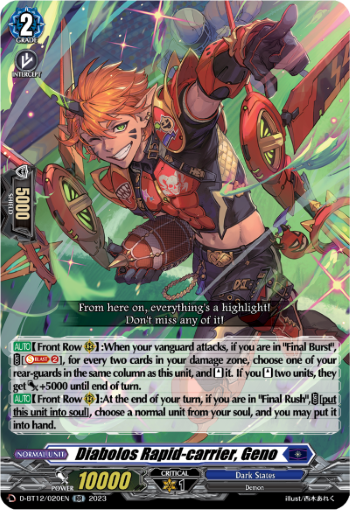 2
GRADE
INTERCEPT
5000
SHIELD
From here on, everything's a highlight!
Don't miss any of it!
AUTO【Front Row Ⓡ】:When your vanguard attacks, if you are in "Final Burst",
[SOUL BLAST 2], for every two cards in your damage zone, choose one of your
rear-guards in the same column as this unit, and it. If you two units, they
get +5000 until end of turn.
AUTO【Front Row Ⓡ】:At the end of your turn, if you are in "Final Rush", [put
this unit into soul], choose a normal unit from your soul, and you may put it
into hand.
NORMAL UNIT
Diabolos Rapid-carrier, Geno
POWER 10000
CRITICAL
1
Dark States
Demon
D-BT12/020EN RR 2023
illust/西木あれく